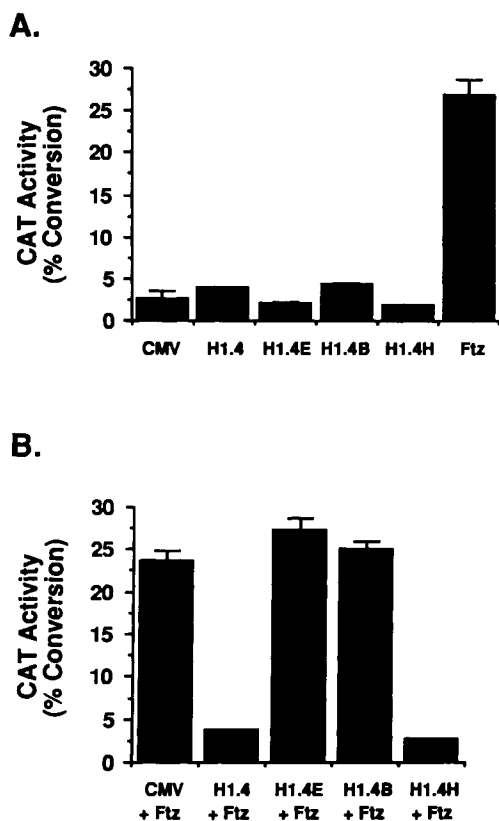 A.
CAT Activity
(% Conversion)
30
25
20
15
10
5
0
CMV H1.4 H1.4E H1.4B H1.4H Ftz
B.
CAT Activity
(% Conversion)
30
25
20
15
10
5
0
CMV H1.4 H1.4E H1.4B H1.4H
+ Ftz + Ftz + Ftz + Ftz + Ftz